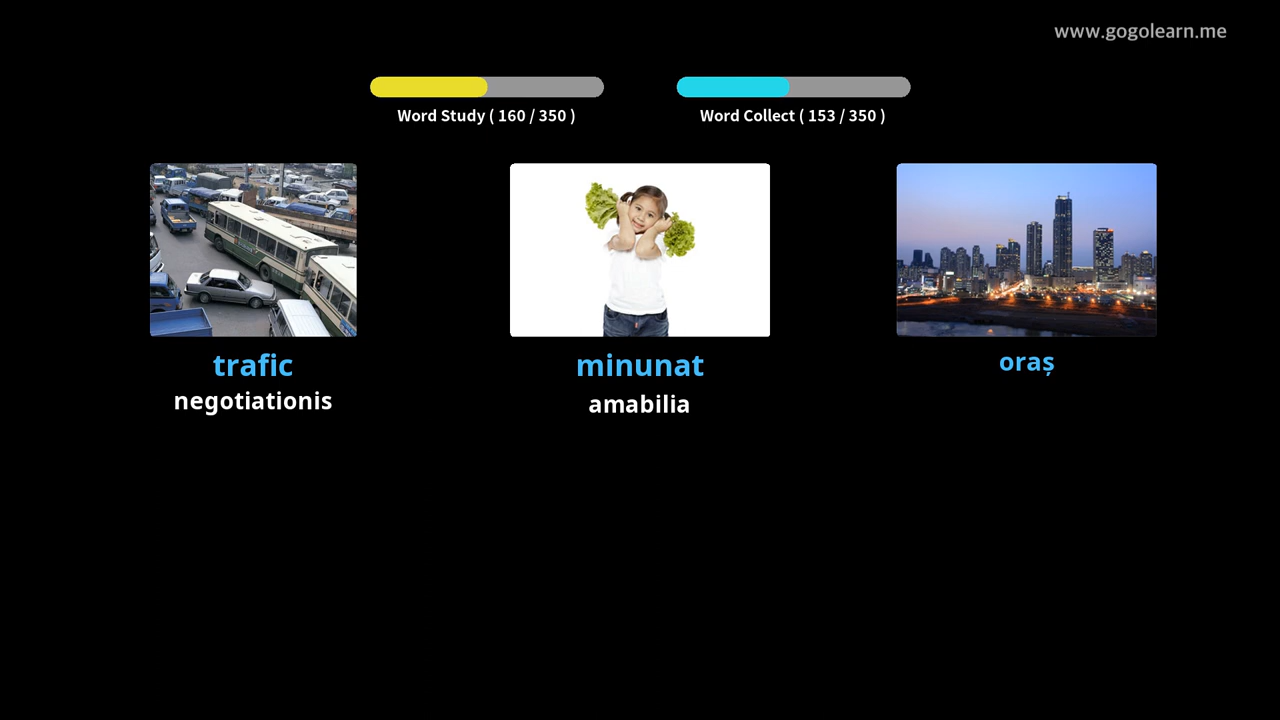 www.gogolearn.me
Word Study ( 160 / 350 )
Word Collect ( 153 / 350 )
trafic
negotiationis
minunat
amabilia
oraș